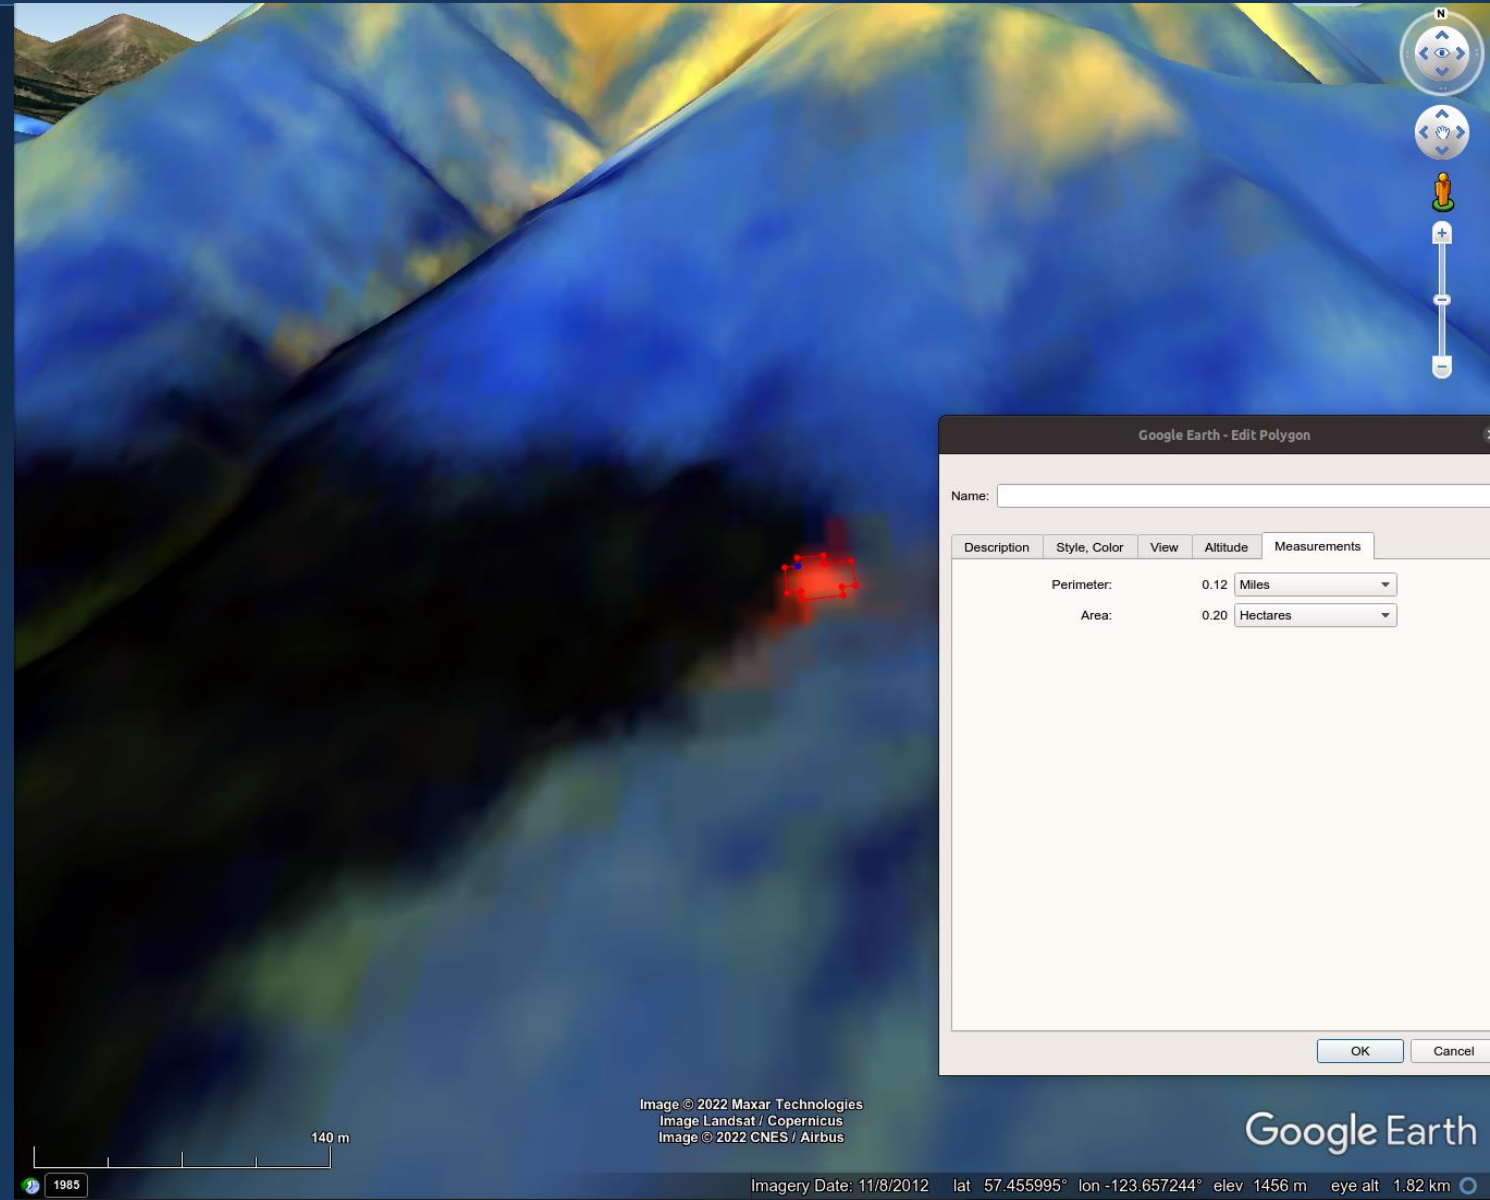 N
Google Earth - Edit Polygon
Name:
Description Style, Color View Altitude Measurements
Perimeter: 0.12 Miles
Area: 0.20 Hectares
OK Cancel
Image © 2022 Maxar Technologies
Image Landsat / Copernicus
Image © 2022 CNES / Airbus
140 m
Google Earth
1985
Imagery Date: 11/8/2012 lat 57.455995° lon -123.657244° elev 1456 m eye alt 1.82 km